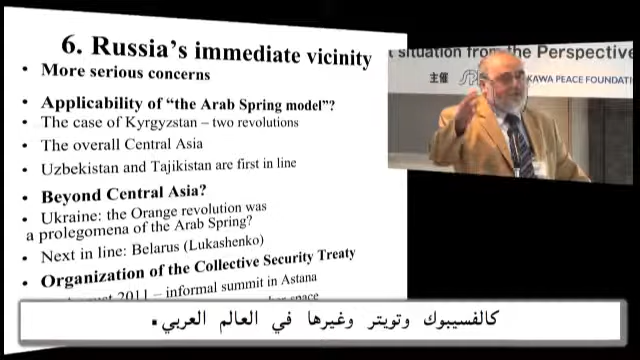 6. Russia's immediate vicinity
• More serious concerns
• Applicability of “the Arab Spring model”?
• The case of Kyrgyzstan – two revolutions
• The overall Central Asia
• Uzbekistan and Tajikistan are first in line
• Beyond Central Asia?
• Ukraine: the Orange revolution was
a prolegomena of the Arab Spring?
• Next in line: Belarus (Lukashenko)
• Organization of the Collective Security Treaty
2011 – informal summit in Astana
space
situation from the Perspective
主催
KAWA PEACE FOUNDATI
كالفسيبوك وتويتر وغيرها في العالم العربي.